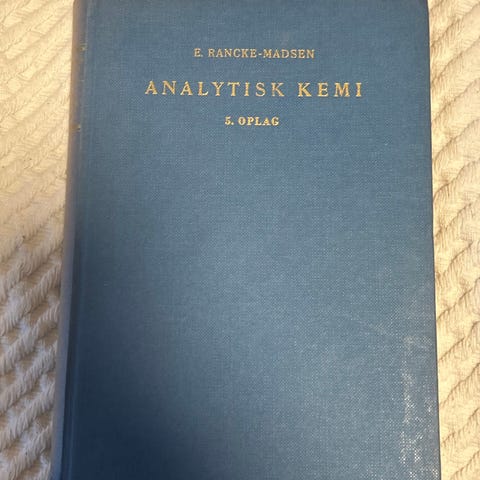 E. RANCKE-MADSEN
ANALYTISK KEMI
5. OPLAG